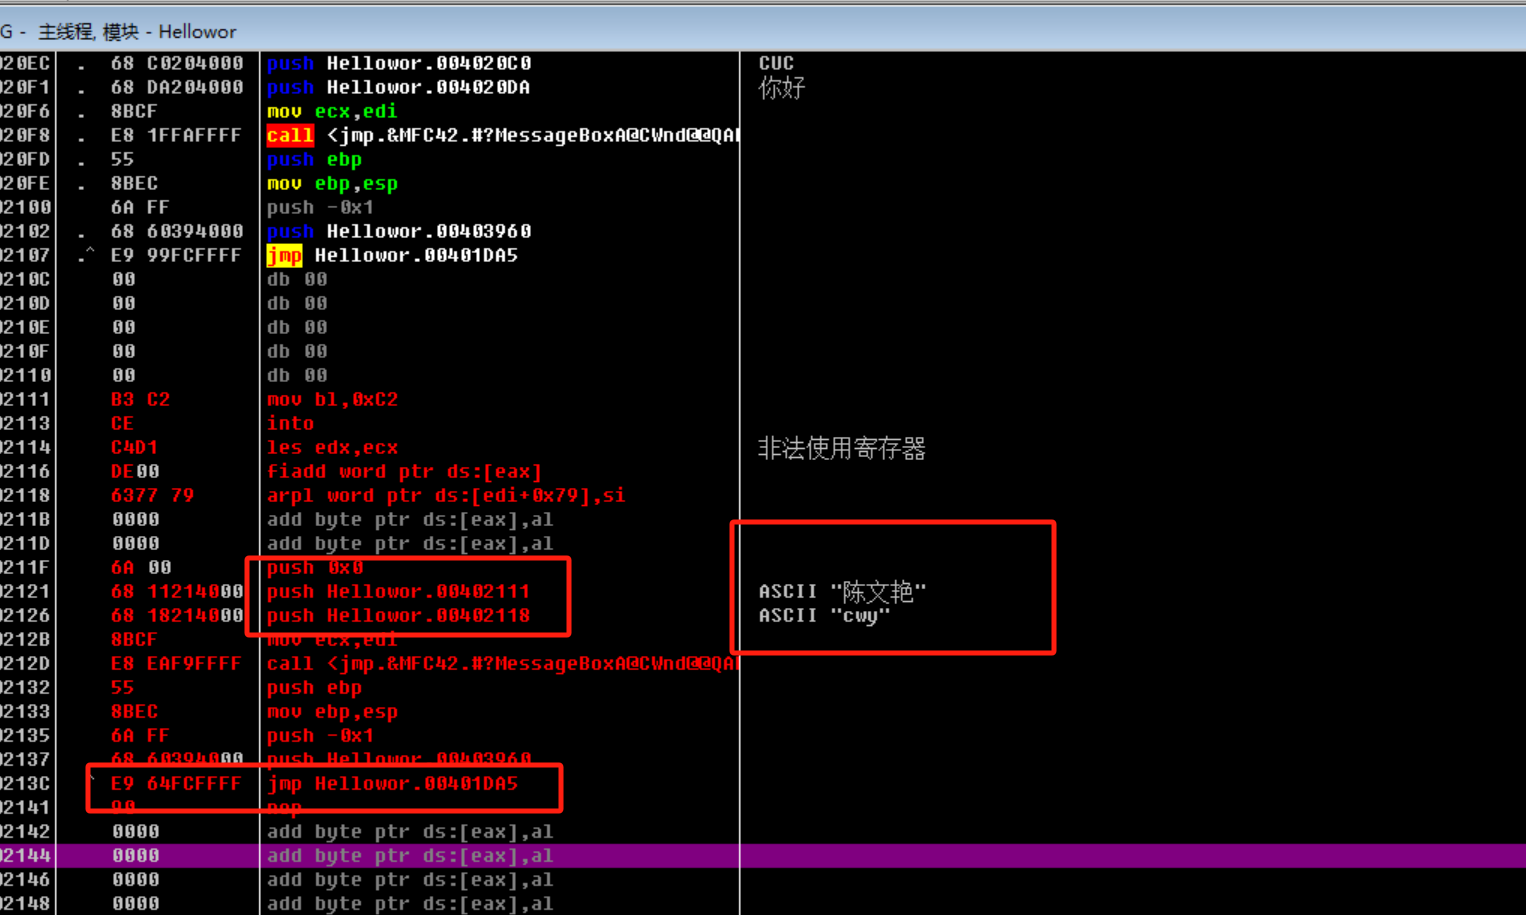 G - 主线程, 模块 - Hellowor
020EC . 68 C0204000 push Hellowor.004020C0 CUC
020F1 . 68 DA204000 push Hellowor.004020DA 你好
020F6 . 8BCF mov ecx,edi
020F8 . E8 1FFAFFFF call <jmp.&MFC42.#?MessageBoxA@CWnd@@QA
020FD . 55 push ebp
020FE . 8BEC mov ebp,esp
02100 6A FF push -0x1
02102 . 68 60394000 push Hellowor.00403960
02107 .^ E9 99FCFFFF jmp Hellowor.00401DA5
0210C 00 db 00
0210D 00 db 00
0210E 00 db 00
0210F 00 db 00
02110 00 db 00
02111 B3 C2 mov bl,0xC2
02113 CE into
02114 C4D1 les edx,ecx 非法使用寄存器
02116 DE00 fiadd word ptr ds:[eax]
02118 6377 79 arpl word ptr ds:[edi+0x79],si
0211B 0000 add byte ptr ds:[eax],al
0211D 0000 add byte ptr ds:[eax],al
0211F 6A 00 push 0x0
02121 68 11214000 push Hellowor.00402111 ASCII "陈文艳"
02126 68 18214000 push Hellowor.00402118 ASCII "cwy"
0212B 8BCF mov ecx,edi
0212D E8 EAF9FFFF call <jmp.&MFC42.#?MessageBoxA@CWnd@@QA
02132 55 push ebp
02133 8BEC mov ebp,esp
02135 6A FF push -0x1
02137 68 60394000 push Hellowor.00403960
0213C ^ E9 64FCFFFF jmp Hellowor.00401DA5
02141 90 nop
02142 0000 add byte ptr ds:[eax],al
02144 0000 add byte ptr ds:[eax],al
02146 0000 add byte ptr ds:[eax],al
02148 0000 add byte ptr ds:[eax],al